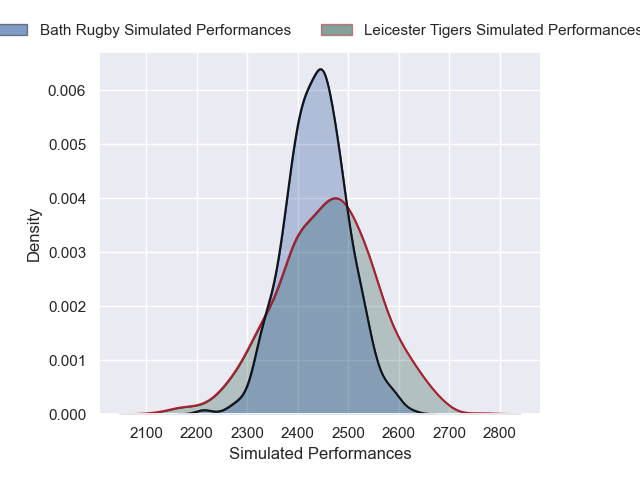 Bath Rugby Simulated Performances Leicester Tigers Simulated Performances
0.006
0.005
0.004
0.003
0.002
0.001
0.000
Density
2100 2200 2300 2400 2500 2600 2700 2800
Simulated Performances